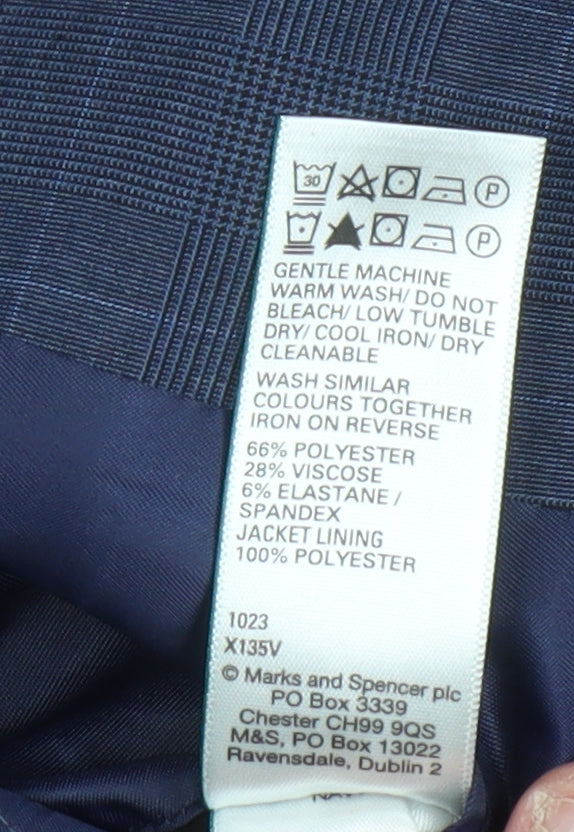 30 P
P
GENTLE MACHINE
WARM WASH/ DO NOT
BLEACH/ LOW TUMBLE
DRY/ COOL IRON/ DRY
CLEANABLE
WASH SIMILAR
COLOURS TOGETHER
IRON ON REVERSE
66% POLYESTER
28% VISCOSE
6% ELASTANE /
SPANDEX
JACKET LINING
100% POLYESTER
1023
X135V
© Marks and Spencer plc
PO Box 3339
Chester CH99 9QS
M&S, PO Box 13022
Ravensdale, Dublin 2